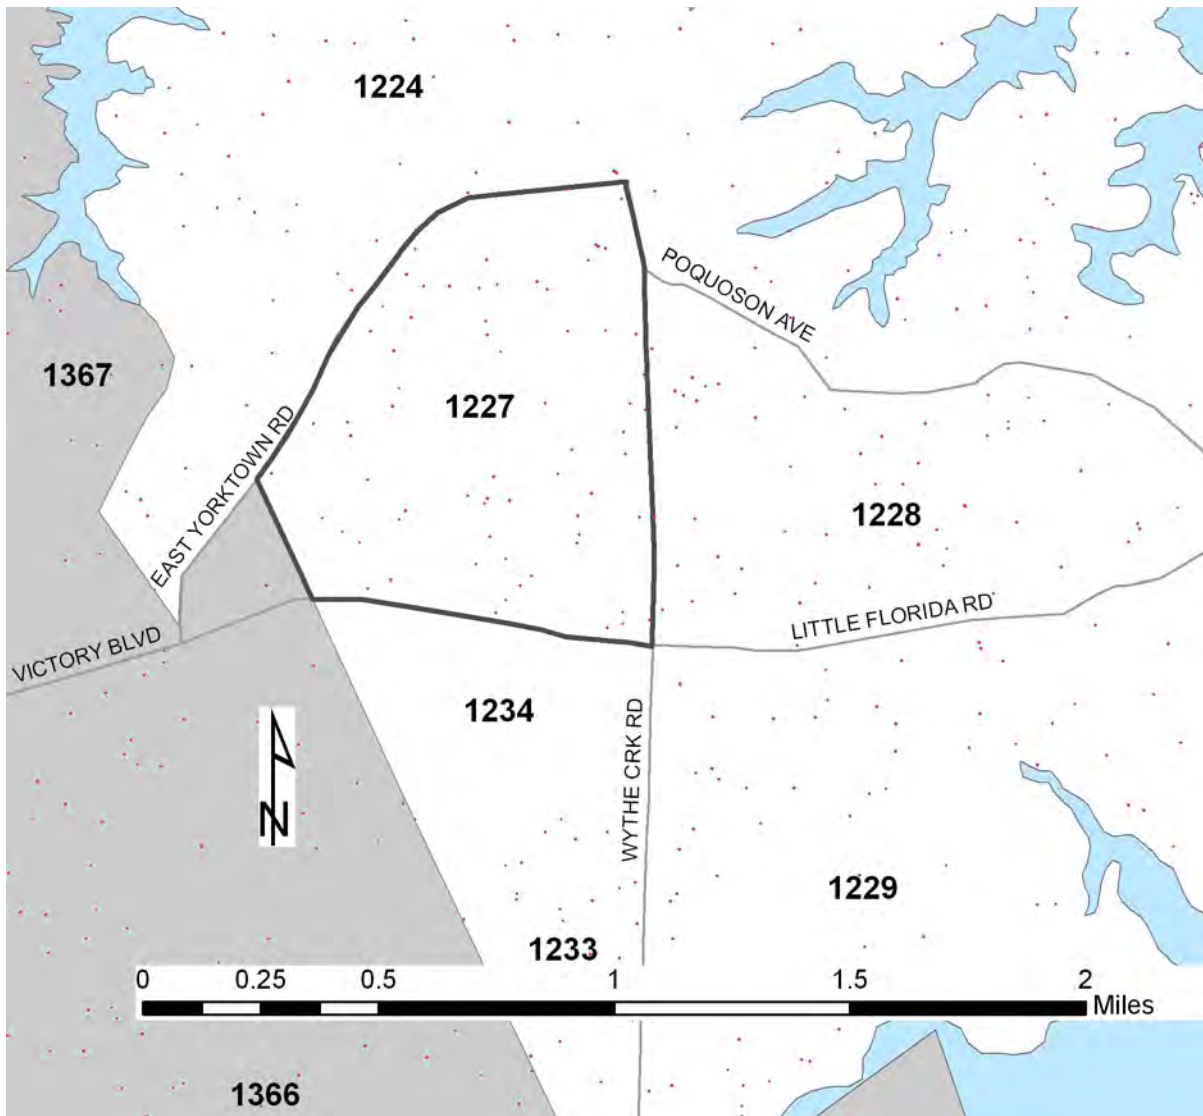 1224
POQUOSON AVE
1367
1227
EAST YORKTOWN RD
1228
LITTLE FLORIDA RD
VICTORY BLVD
1234
WYTHE CRK RD
N
1229
1233
0 0.25 0.5 1 1.5 2
Miles
1366